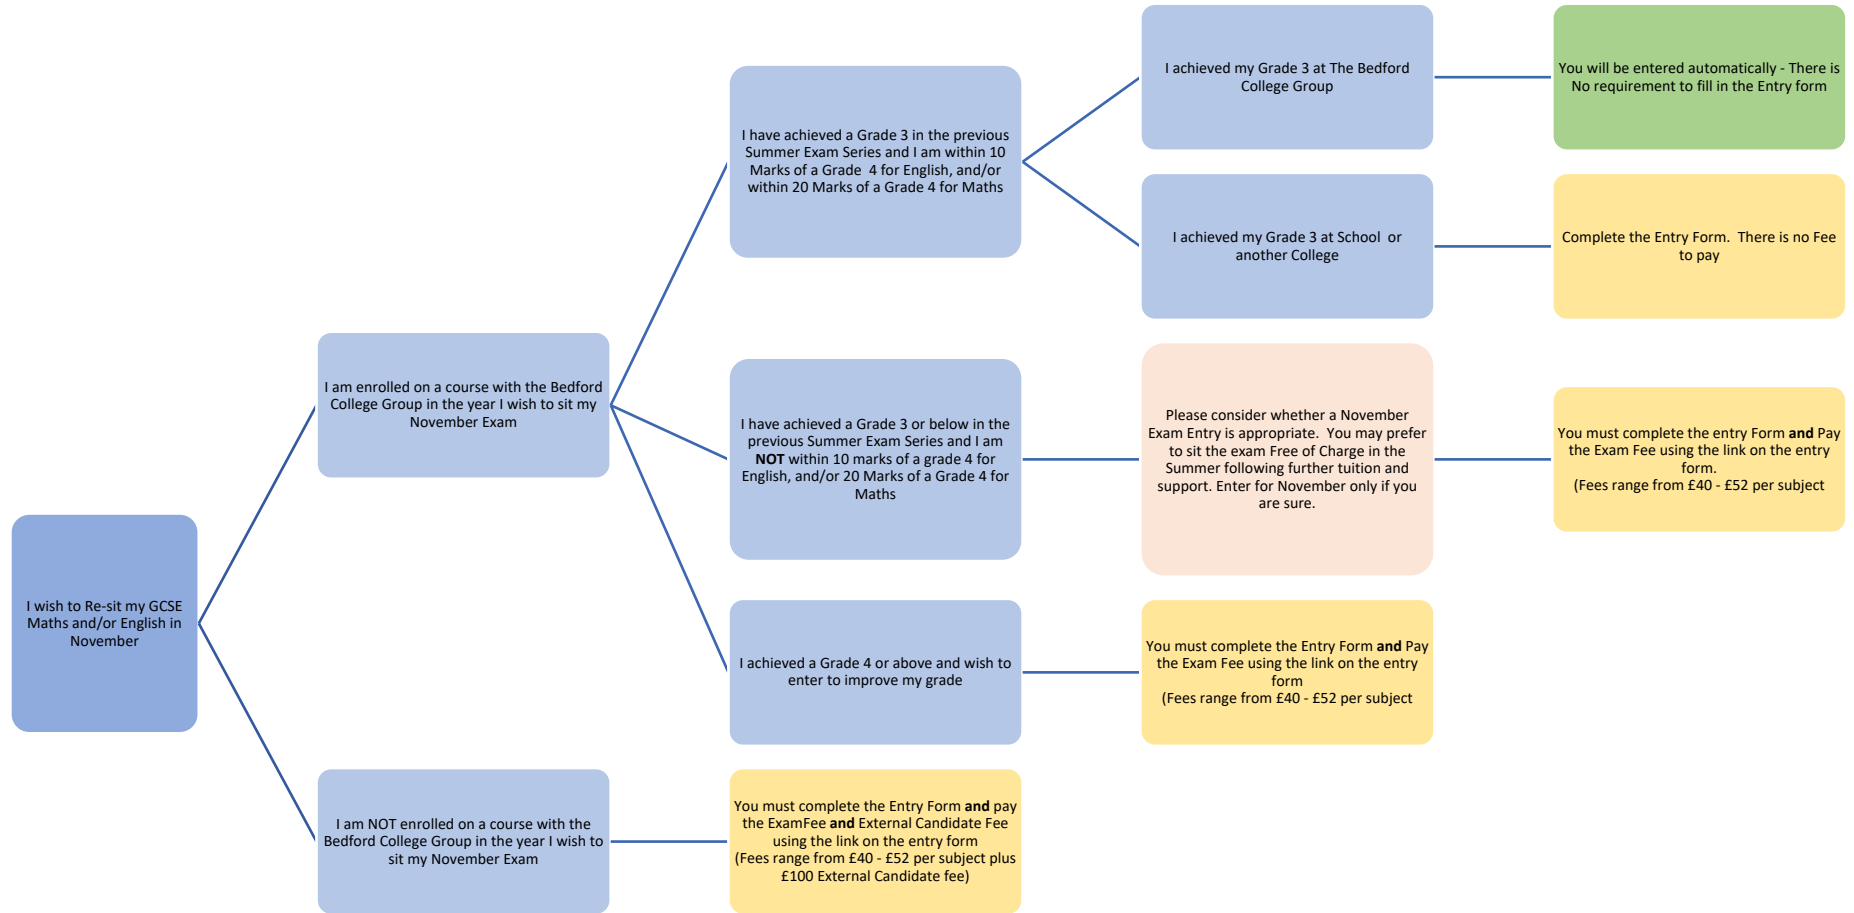 I wish to Re-sit my GCSE
Maths and/or English in
November
I am enrolled on a course with the Bedford
College Group in the year I wish to sit my
November Exam
I have achieved a Grade 3 in the previous
Summer Exam Series and I am within 10
Marks of a Grade  4 for English, and/or
within 20 Marks of a Grade 4 for Maths
I achieved my Grade 3 at The Bedford
College Group
You will be entered automatically - There is
No requirement to fill in the Entry form
I achieved my Grade 3 at School  or
another College
Complete the Entry Form.  There is no Fee
to pay
I have achieved a Grade 3 or below in the
previous Summer Exam Series and I am
NOT within 10 marks of a grade 4 for
English, and/or 20 Marks of a Grade 4 for
Maths
Please consider whether a November
Exam Entry is appropriate.  You may prefer
to sit the exam Free of Charge in the
Summer following further tuition and
support. Enter for November only if you
are sure.
You must complete the entry Form and Pay
the Exam Fee using the link on the entry
form.
(Fees range from £40 - £52 per subject
I achieved a Grade 4 or above and wish to
enter to improve my grade
You must complete the Entry Form and Pay
the Exam Fee using the link on the entry
form
(Fees range from £40 - £52 per subject
I am NOT enrolled on a course with the
Bedford College Group in the year I wish to
sit my November Exam
You must complete the Entry Form and pay
the ExamFee and External Candidate Fee
using the link on the entry form
(Fees range from £40 - £52 per subject plus
£100 External Candidate fee)